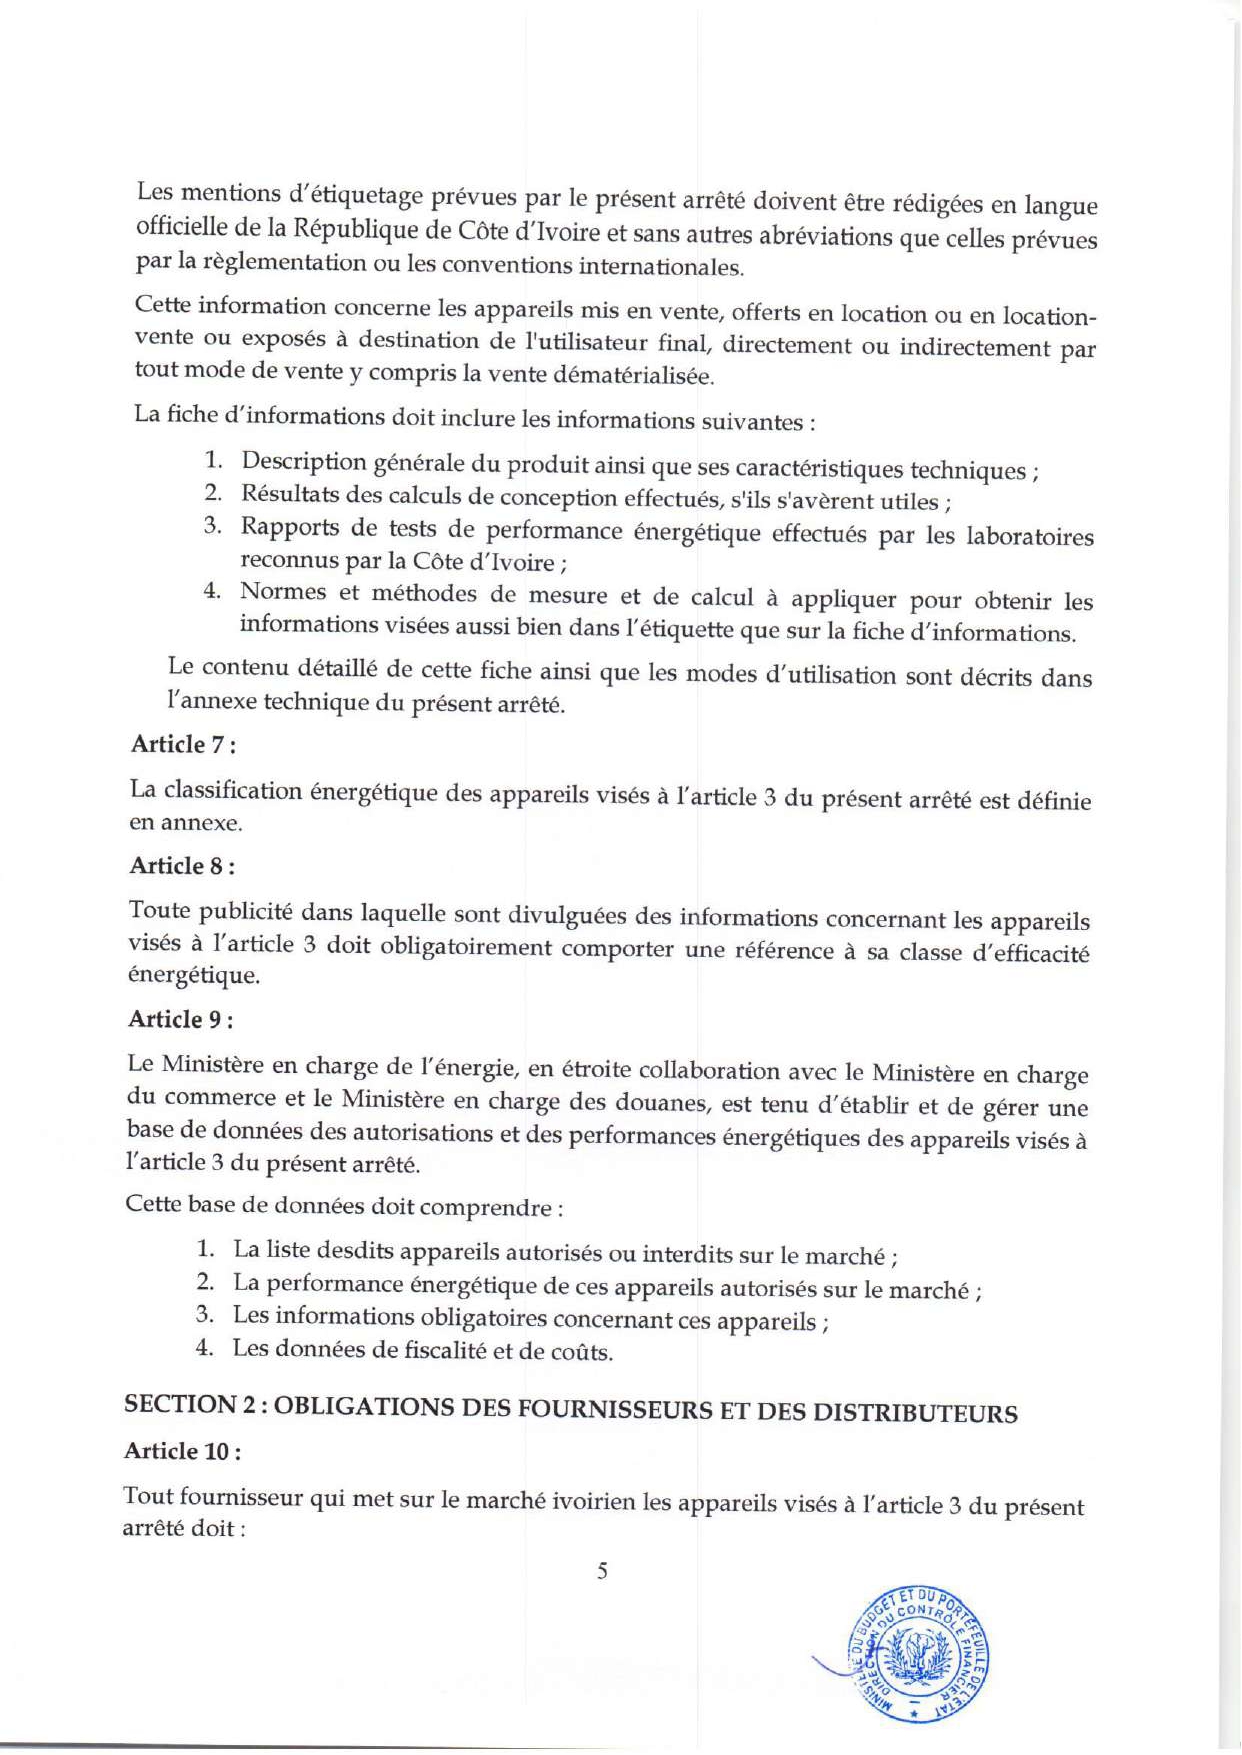 Les mentions d'étiquetage prévues par le présent arrêté doivent être rédigées en langue
officielle de la République de Côte d'Ivoire et sans autres abréviations que celles prévues
par la règlementation ou les conventions internationales.
Cette information concerne les appareils mis en vente, offerts en location ou en location-
vente ou exposés à destination de l'utilisateur final, directement ou indirectement par
tout mode de vente y compris la vente dématérialisée.
La fiche d'informations doit inclure les informations suivantes :
1. Description générale du produit ainsi que ses caractéristiques techniques ;
2. Résultats des calculs de conception effectués, s'ils s'avèrent utiles ;
3. Rapports de tests de performance énergétique effectués par les laboratoires
reconnus par la Côte d'Ivoire ;
4. Normes et méthodes de mesure et de calcul à appliquer pour obtenir les
informations visées aussi bien dans l'étiquette que sur la fiche d'informations.
Le contenu détaillé de cette fiche ainsi que les modes d'utilisation sont décrits dans
l'annexe technique du présent arrêté.
Article 7 :
La classification énergétique des appareils visés à l'article 3 du présent arrêté est définie
en annexe.
Article 8 :
Toute publicité dans laquelle sont divulguées des informations concernant les appareils
visés à l'article 3 doit obligatoirement comporter une référence à sa classe d'efficacité
énergétique.
Article 9 :
Le Ministère en charge de l'énergie, en étroite collaboration avec le Ministère en charge
du commerce et le Ministère en charge des douanes, est tenu d'établir et de gérer une
base de données des autorisations et des performances énergétiques des appareils visés à
l'article 3 du présent arrêté.
Cette base de données doit comprendre :
1. La liste desdits appareils autorisés ou interdits sur le marché ;
2. La performance énergétique de ces appareils autorisés sur le marché ;
3. Les informations obligatoires concernant ces appareils ;
4. Les données de fiscalité et de coûts.
SECTION 2 : OBLIGATIONS DES FOURNISSEURS ET DES DISTRIBUTEURS
Article 10 :
Tout fournisseur qui met sur le marché ivoirien les appareils visés à l'article 3 du présent
arrêté doit :
5
MINISTERE DU BUDGET ET DU PORTEFEUILLE DE L'ETAT
DIRECTION DU CONTRÔLE FINANCIER